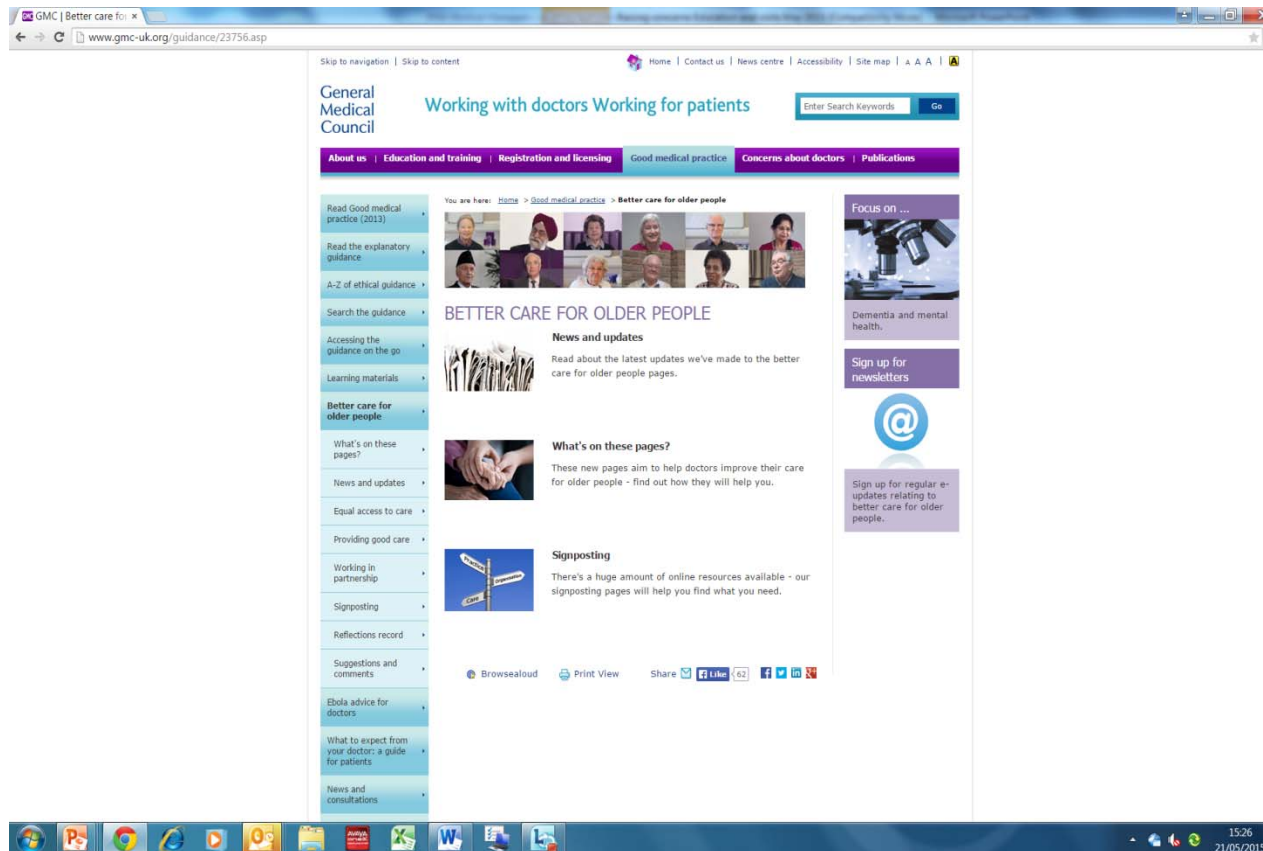 GMC | Better care for
www.gmc-uk.org/guidance/23756.asp
Skip to navigation | Skip to content
Home | Contact us | News centre | Accessibility | Site map | A A A | A
General
Medical
Council
Working with doctors Working for patients
Enter Search Keywords
Go
About us | Education and training | Registration and licensing
Good medical practice
Concerns about doctors | Publications
Read Good medical
practice (2013)
Read the explanatory
guidance
A-Z of ethical guidance
Search the guidance
Accessing the
guidance on the go
Learning materials
Better care for
older people
What's on these
pages?
News and updates
Equal access to care
Providing good care
Working in
partnership
Signposting
Reflections record
Suggestions and
comments
Ebola advice for
doctors
What to expect from
your doctor: a guide
for patients
News and
consultations
You are here: Home > Good medical practice > Better care for older people
BETTER CARE FOR OLDER PEOPLE
News and updates
Read about the latest updates we've made to the better
care for older people pages.
What's on these pages?
These new pages aim to help doctors improve their care
for older people - find out how they will help you.
Practice
Organisation
Care
Signposting
There's a huge amount of online resources available - our
signposting pages will help you find what you need.
Browsealoud
Print View
Share
Like
62
Focus on ...
Dementia and mental
health.
Sign up for
newsletters
@
Sign up for regular e-
updates relating to
better care for older
people.
15:26
21/05/2015